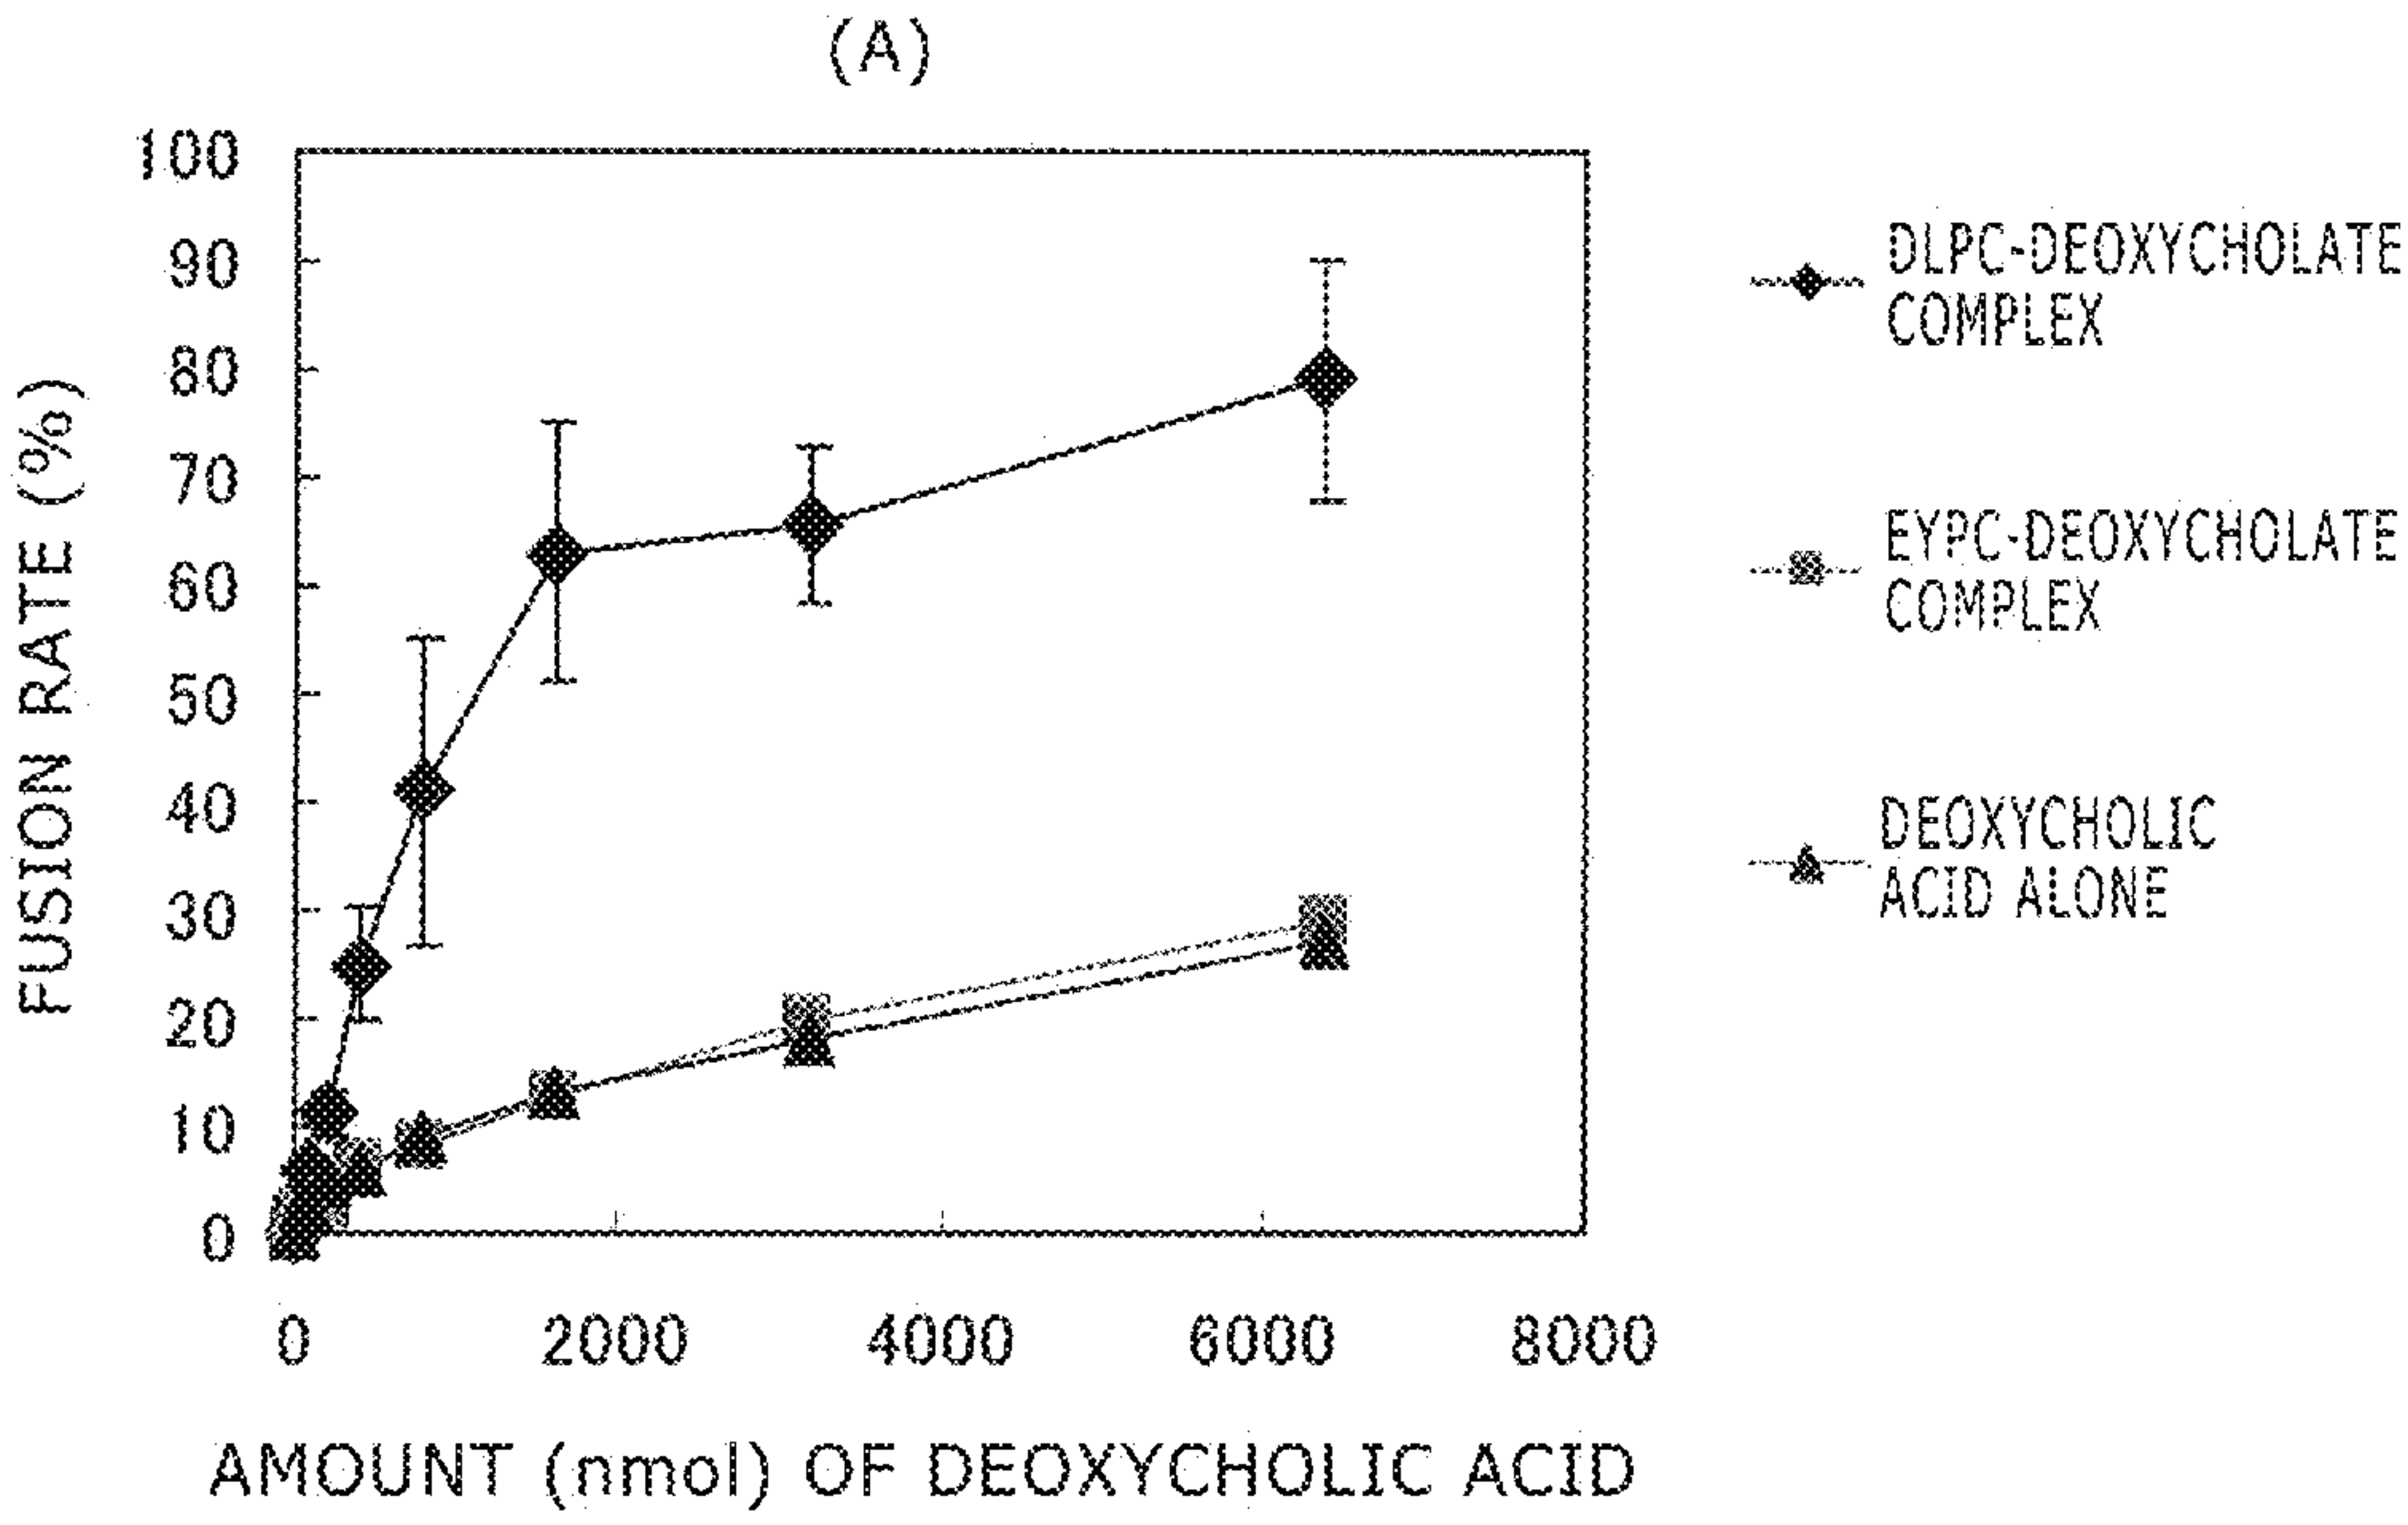 (A)
FUSION RATE (%)
100
90
80
70
60
50
40
30
20
10
0
0 2000 4000 6000 8000
AMOUNT (nmol) OF DEOXYCHOLIC ACID
DLPC-DEOXYCHOLATE
COMPLEX
EYPC-DEOXYCHOLATE
COMPLEX
DEOXYCHOLIC
ACID ALONE